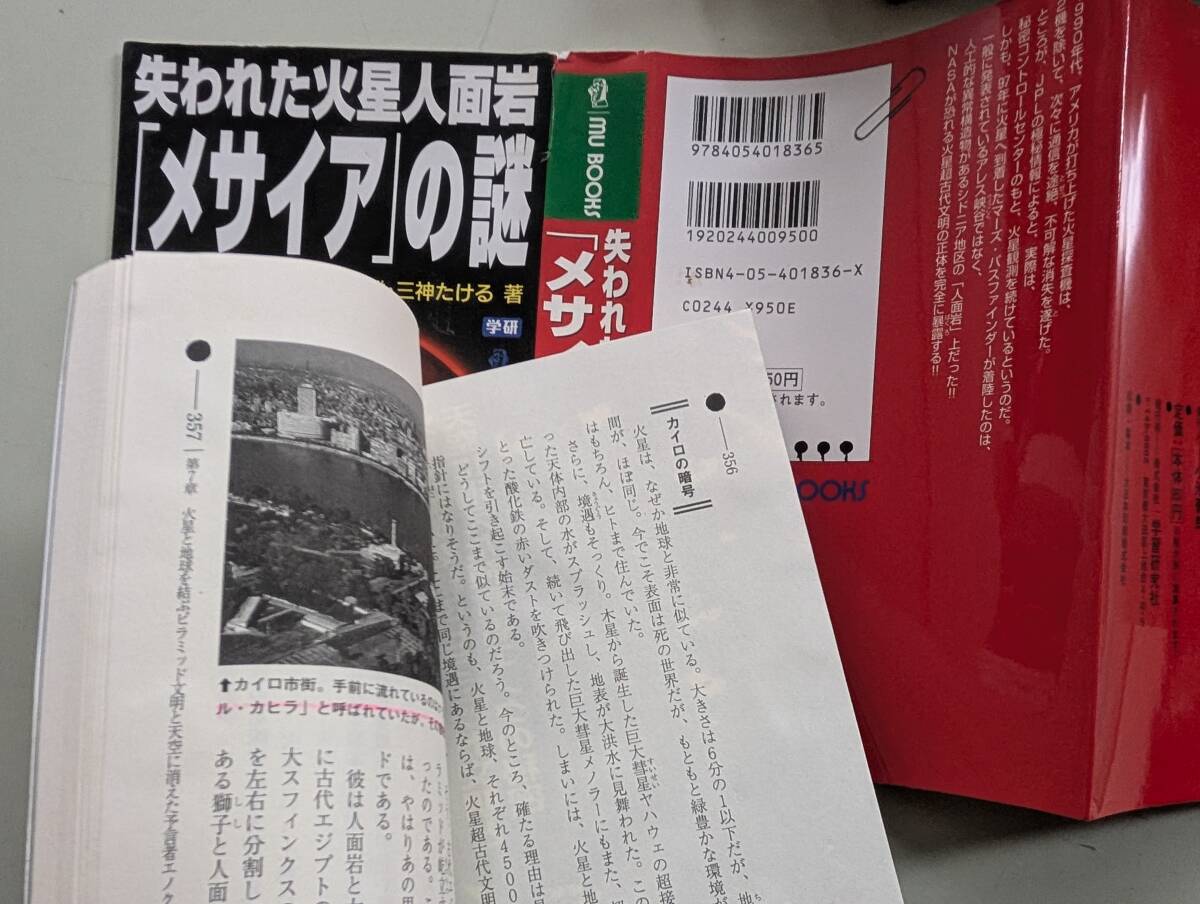 失われた火星人面岩
「メサイア」の謎
三神たける 著
学研
MU BOOKS
失われ
「メサ
9784054018365
1920244009500
ISBN4-05-401836-X
C0244 ¥950E
50円
されます。
BOOKS
990年代、アメリカが打ち上げた火星探査機は、
2機を除いて、次々に通信を途絶、不可解な消失を遂げた。
ところが、JPLの極秘情報によると、実際は、
秘密コントロールセンターのもと、火星観測を続けているというのだ。
しかも、97年に火星へ到着したマーズ・パスファインダーが着陸したのは、
一般に発表されているアレス峡谷ではなく、
人工的な異常構造物があるシドニア地区の「人面岩」上だった!!
NASAが恐れる火星超古代文明の正体を完全に暴露する!!
定価
学習研究社
356
カイロの暗号
火星は、なぜか地球と非常に似ている。大きさは6分の1以下だが、地
間が、ほぼ同じ。今でこそ表面は死の世界だが、もともと緑豊かな環境が
はもちろん、ヒトまで住んでいた。
さらに、境遇もそっくり。木星から誕生した巨大彗星ヤハウェの超接
った天体内部の水がスプラッシュし、地表が大洪水に見舞われた。この
亡している。そして、続いて飛び出した巨大彗星メノラーにもまた、
とった酸化鉄の赤いダストを吹きつけられた。しまいには、火星と地
シフトを引き起こす始末である。
どうしてここまで似ているのだろう。今のところ、確たる理由は
指針にはなりそうだ。というのも、火星と地球、それぞれ4500
ここまで同じ境遇にあるならば、火星超古代文明
357
第7章 火星と地球を結ぶピラミッド文明と天空に消えた予言者エノク
⬆カイロ市街。手前に流れているのは
ル・カヒラ」と呼ばれていたが、その
ったのである。
は、やはりあの
ドである。
彼は人面岩と
に古代エジプトの
大スフィンクスの
を左右に分割し
ある獅子と人面